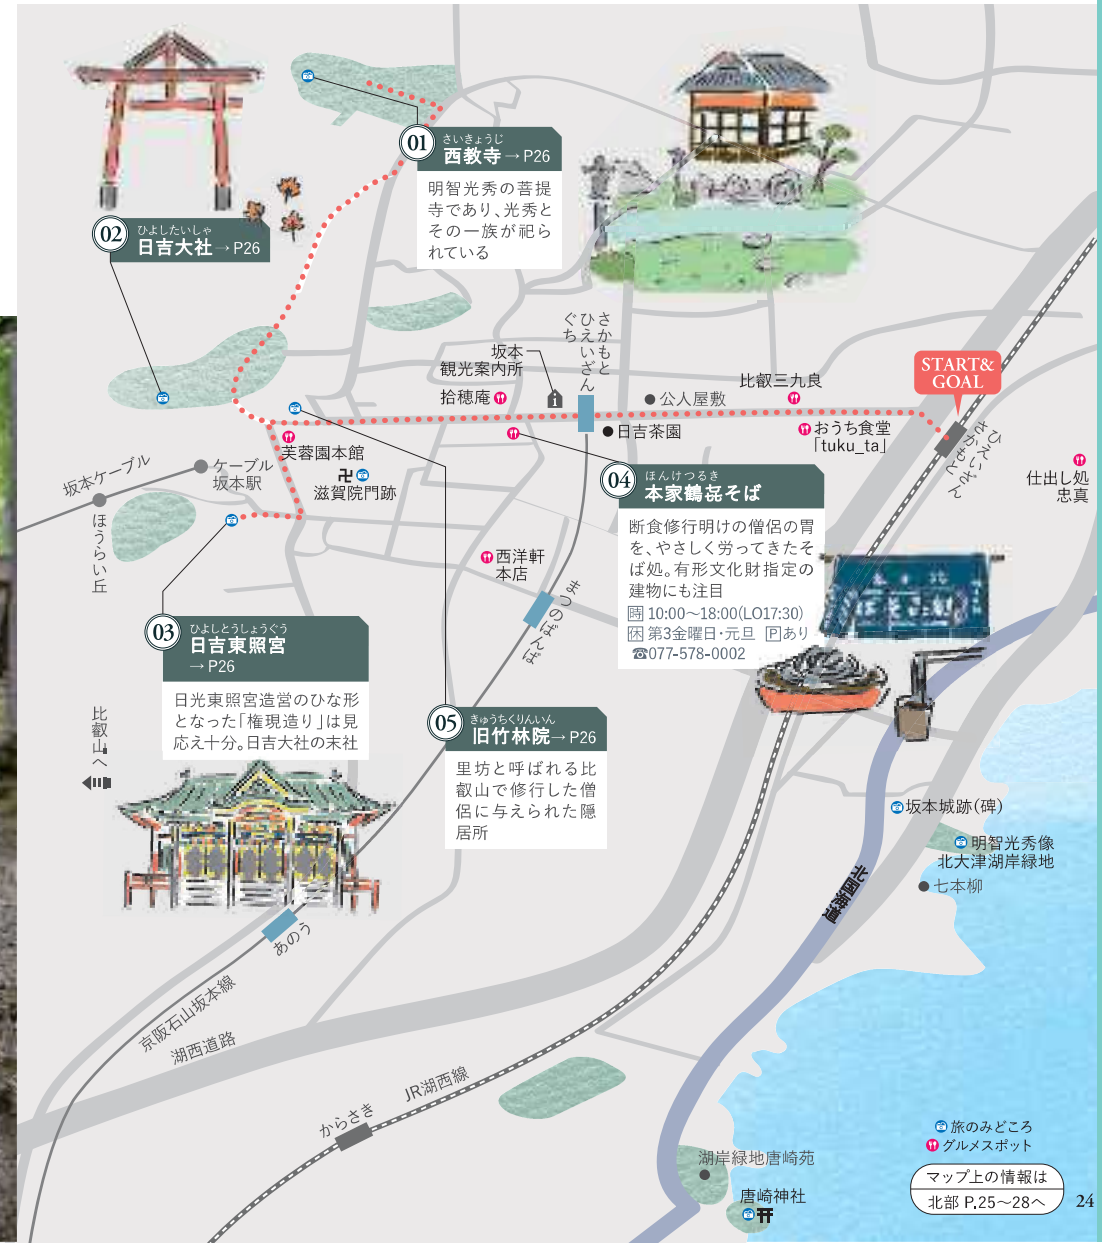 01
さいきょうじ
西教寺→P26
明智光秀の菩提
寺であり、光秀と
その一族が祀ら
れている
02
ひよしたいしゃ
日吉大社→P26
坂本
観光案内所
さかもと
ひえいざん
ぐち
拾穂庵
公人屋敷
比叡三九良
START&
GOAL
日吉茶園
おうち食堂
「tuku_ta」
ひえいざん
さかもと
仕出し処
忠真
芙蓉園本館
卍
滋賀院門跡
坂本ケーブル
ケーブル
坂本駅
ほうらい丘
04
ほんけつるき
本家鶴㐂そば
断食修行明けの僧侶の胃
を、やさしく労ってきたそ
ば処。有形文化財指定の
建物にも注目
時 10:00〜18:00(LO17:30)
休 第3金曜日・元旦 Pあり
☎077-578-0002
西洋軒
本店
まつのばんば
03
ひよしとうしょうぐう
日吉東照宮
→P26
日光東照宮造営のひな形
となった「権現造り」は見
応え十分。日吉大社の末社
比叡山へ
05
きゅうちくりんいん
旧竹林院→P26
里坊と呼ばれる比
叡山で修行した僧
侶に与えられた隠
居所
坂本城跡(碑)
明智光秀像
北大津湖岸緑地
七本柳
北国海道
あのう
京阪石山坂本線
湖西道路
JR湖西線
からさき
湖岸緑地唐崎苑
唐崎神社
旅のみどころ
グルメスポット
マップ上の情報は
北部 P.25〜28へ
24